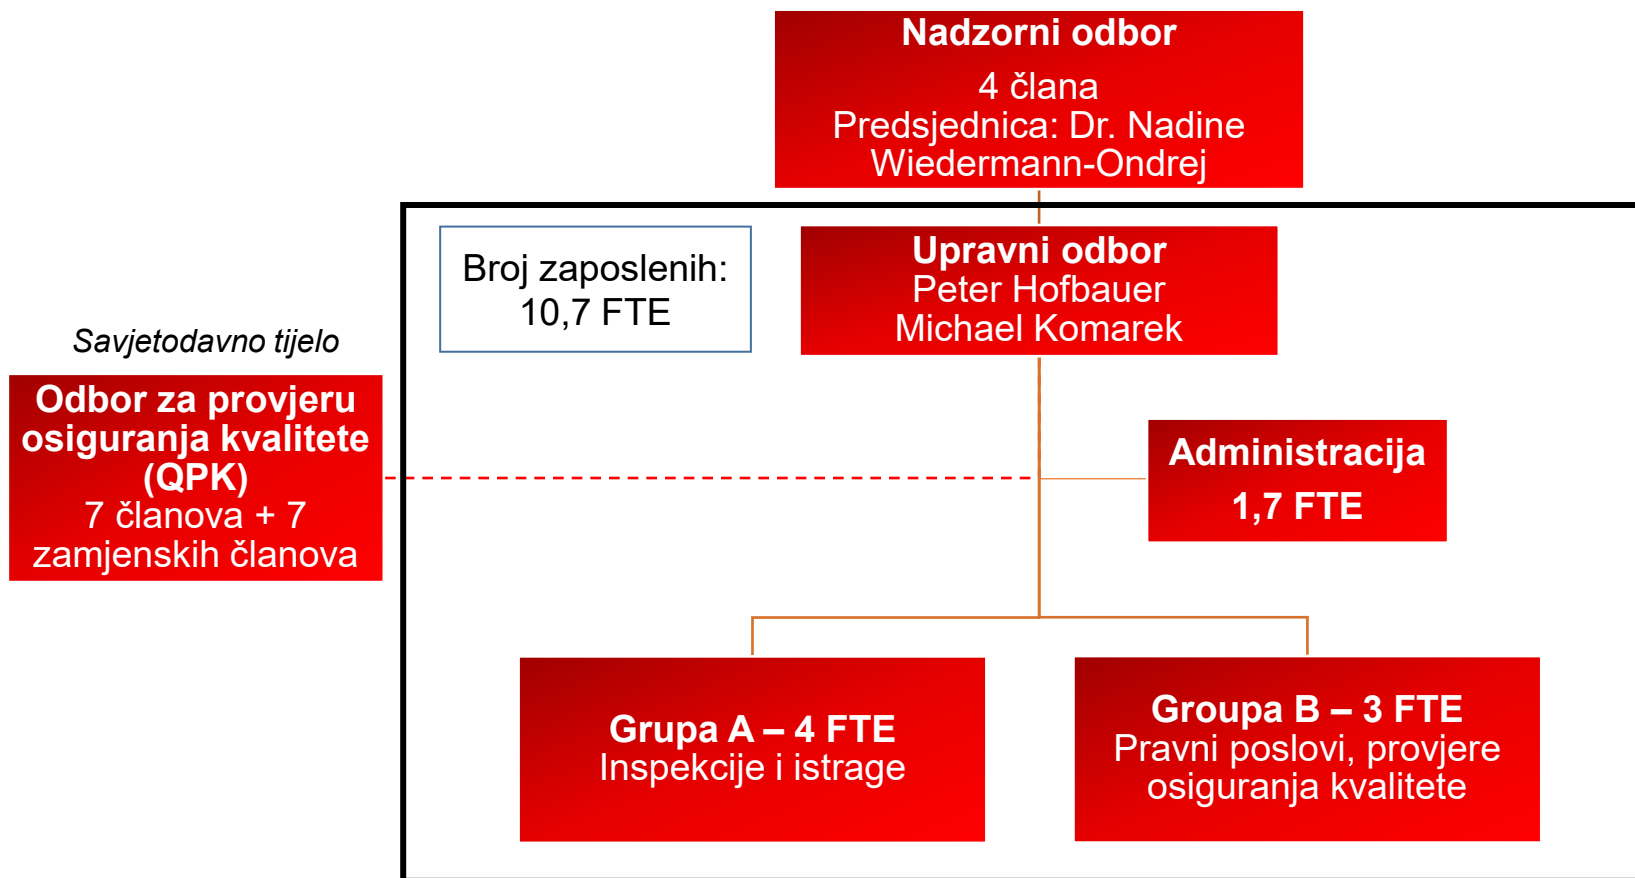 Nadzorni odbor
4 člana
Predsjednica: Dr. Nadine
Wiedermann-Ondrej
Broj zaposlenih:
10,7 FTE
Upravni odbor
Peter Hofbauer
Michael Komarek
Savjetodavno tijelo
Odbor za provjeru
osiguranja kvalitete
(QPK)
7 članova + 7
zamjenskih članova
Administracija
1,7 FTE
Grupa A – 4 FTE
Inspekcije i istrage
Groupa B – 3 FTE
Pravni poslovi, provjere
osiguranja kvalitete